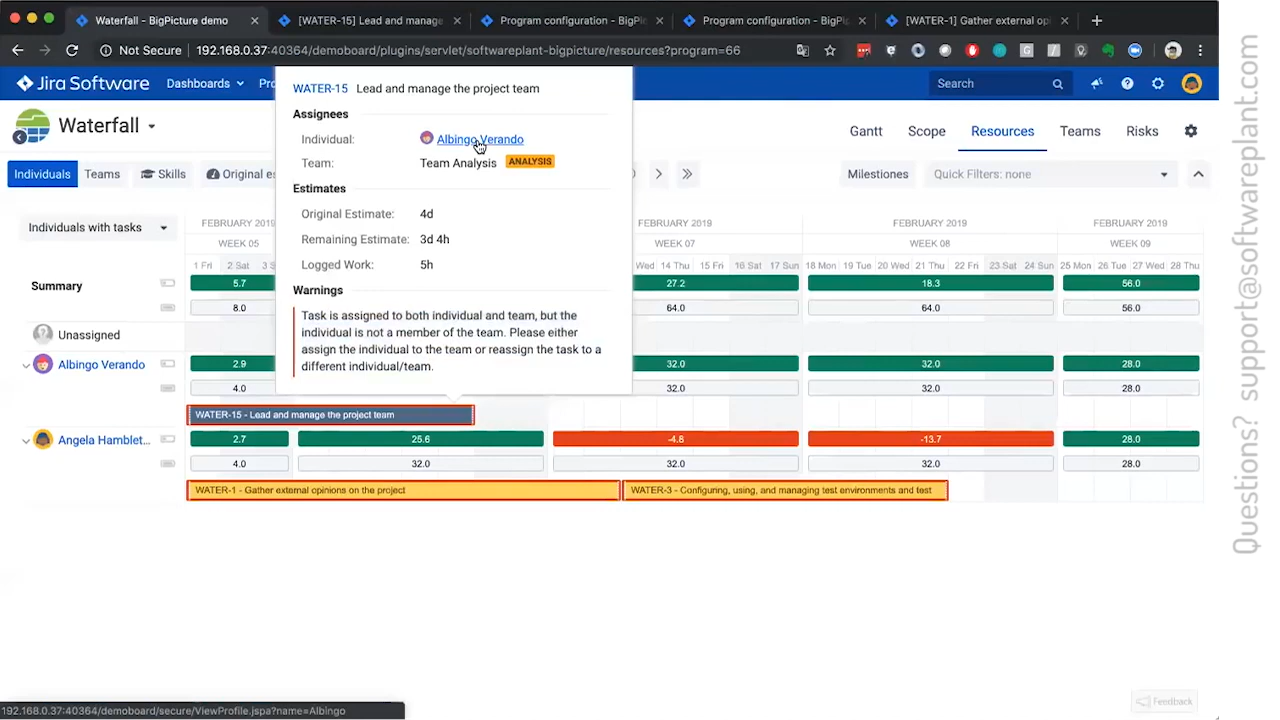 Waterfall - BigPicture demo
[WATER-15] Lead and manage
Program configuration - BigPic
Program configuration - BigPic
[WATER-1] Gather external opi
Not Secure
192.168.0.37:40364/demoboard/plugins/servlet/softwareplant-bigpicture/resources?program=66
Jira Software
Dashboards
Search
Waterfall
Gantt
Scope
Resources
Teams
Risks
Individuals
Teams
Skills
Original es
Milestones
Quick Filters: none
WATER-15 Lead and manage the project team
Assignees
Individual: Albingo Verando
Team: Team Analysis ANALYSIS
Estimates
Original Estimate: 4d
Remaining Estimate: 3d 4h
Logged Work: 5h
Warnings
Task is assigned to both individual and team, but the
individual is not a member of the team. Please either
assign the individual to the team or reassign the task to a
different individual/team.
Individuals with tasks
FEBRUARY 2019
FEBRUARY 2019
FEBRUARY 2019
FEBRUARY 2019
WEEK 05
WEEK 07
WEEK 08
WEEK 09
1 Fri 2 Sat 3 S
Wed 14 Thu 15 Fri 16 Sat 17 Sun 18 Mon 19 Tue 20 Wed 21 Thu 22 Fri 23 Sat 24 Sun 25 Mon 26 Tue 27 Wed 28 Thu
Summary
5.7 27.2 18.3 56.0
8.0 64.0 64.0 56.0
Unassigned
Albingo Verando
2.9 32.0 32.0 28.0
4.0 32.0 32.0 28.0
WATER-15 - Lead and manage the project team
Angela Hamblet...
2.7 25.6 -4.8 -13.7 28.0
4.0 32.0 32.0 32.0 28.0
WATER-1 - Gather external opinions on the project
WATER-3 - Configuring, using, and managing test environments and test
Feedback
192.168.0.37:40364/demoboard/secure/ViewProfile.jspa?name=Albingo
Questions? support@softwareplant.com